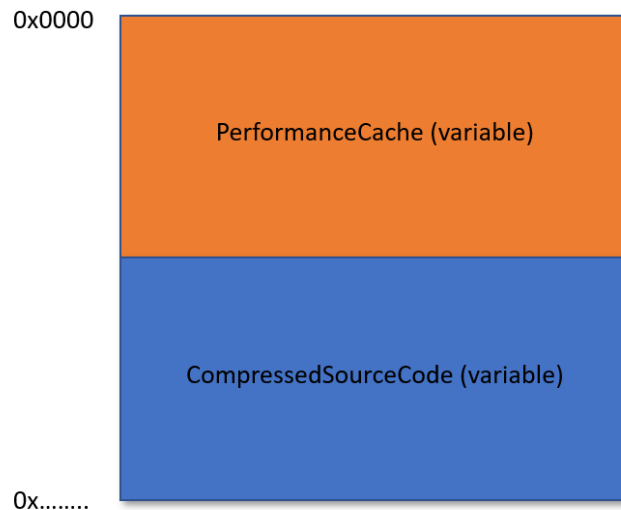 0x0000
PerformanceCache (variable)
CompressedSourceCode (variable)
0x........